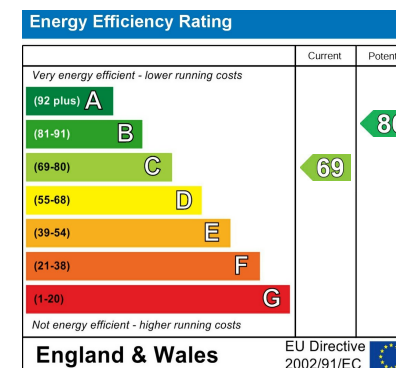 Energy Efficiency Rating
Current
Very energy efficient - lower running costs
(92 plus) A
(81-91) B
(69-80) C
69
(55-68) D
(39-54) E
(21-38) F
(1-20) G
Not energy efficient - higher running costs
England & Wales
EU Directive
2002/91/EC